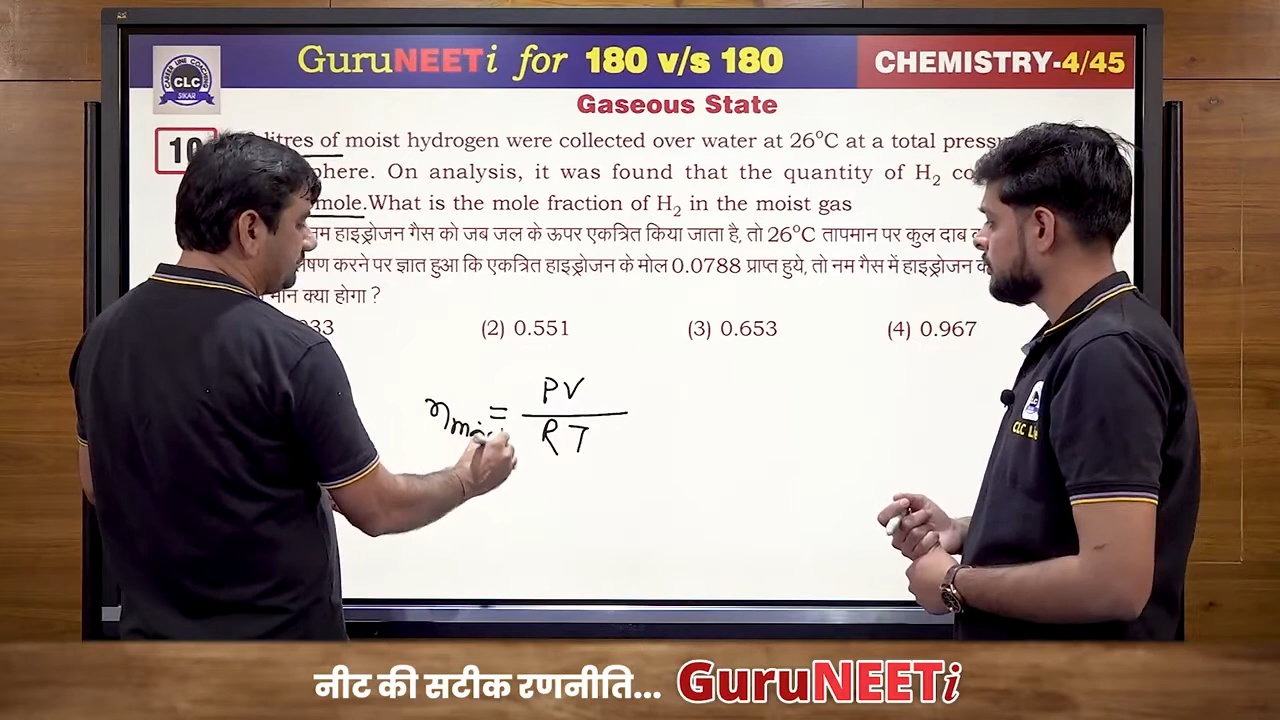 GuruNEETi for 180 v/s 180
CHEMISTRY-4/45
CLC
SIKAR
Gaseous State
10
litres of moist hydrogen were collected over water at 26°C at a total
On analysis, it was found that the quantity of H₂
mole.What is the mole fraction of H₂ in the moist gas
नम हाइड्रोजन गैस को जब जल के ऊपर एकत्रित किया जाता है, तो 26°C तापमान पर कुल दाब
करने पर ज्ञात हुआ कि एकत्रित हाइड्रोजन के मोल 0.0788 प्राप्त हुये, तो नम गैस में हाइड्रोजन
मान क्या होगा ?
(2) 0.551 (3) 0.653 (4) 0.967
PV
=
RT
नीट की सटीक रणनीति... GuruNEETi